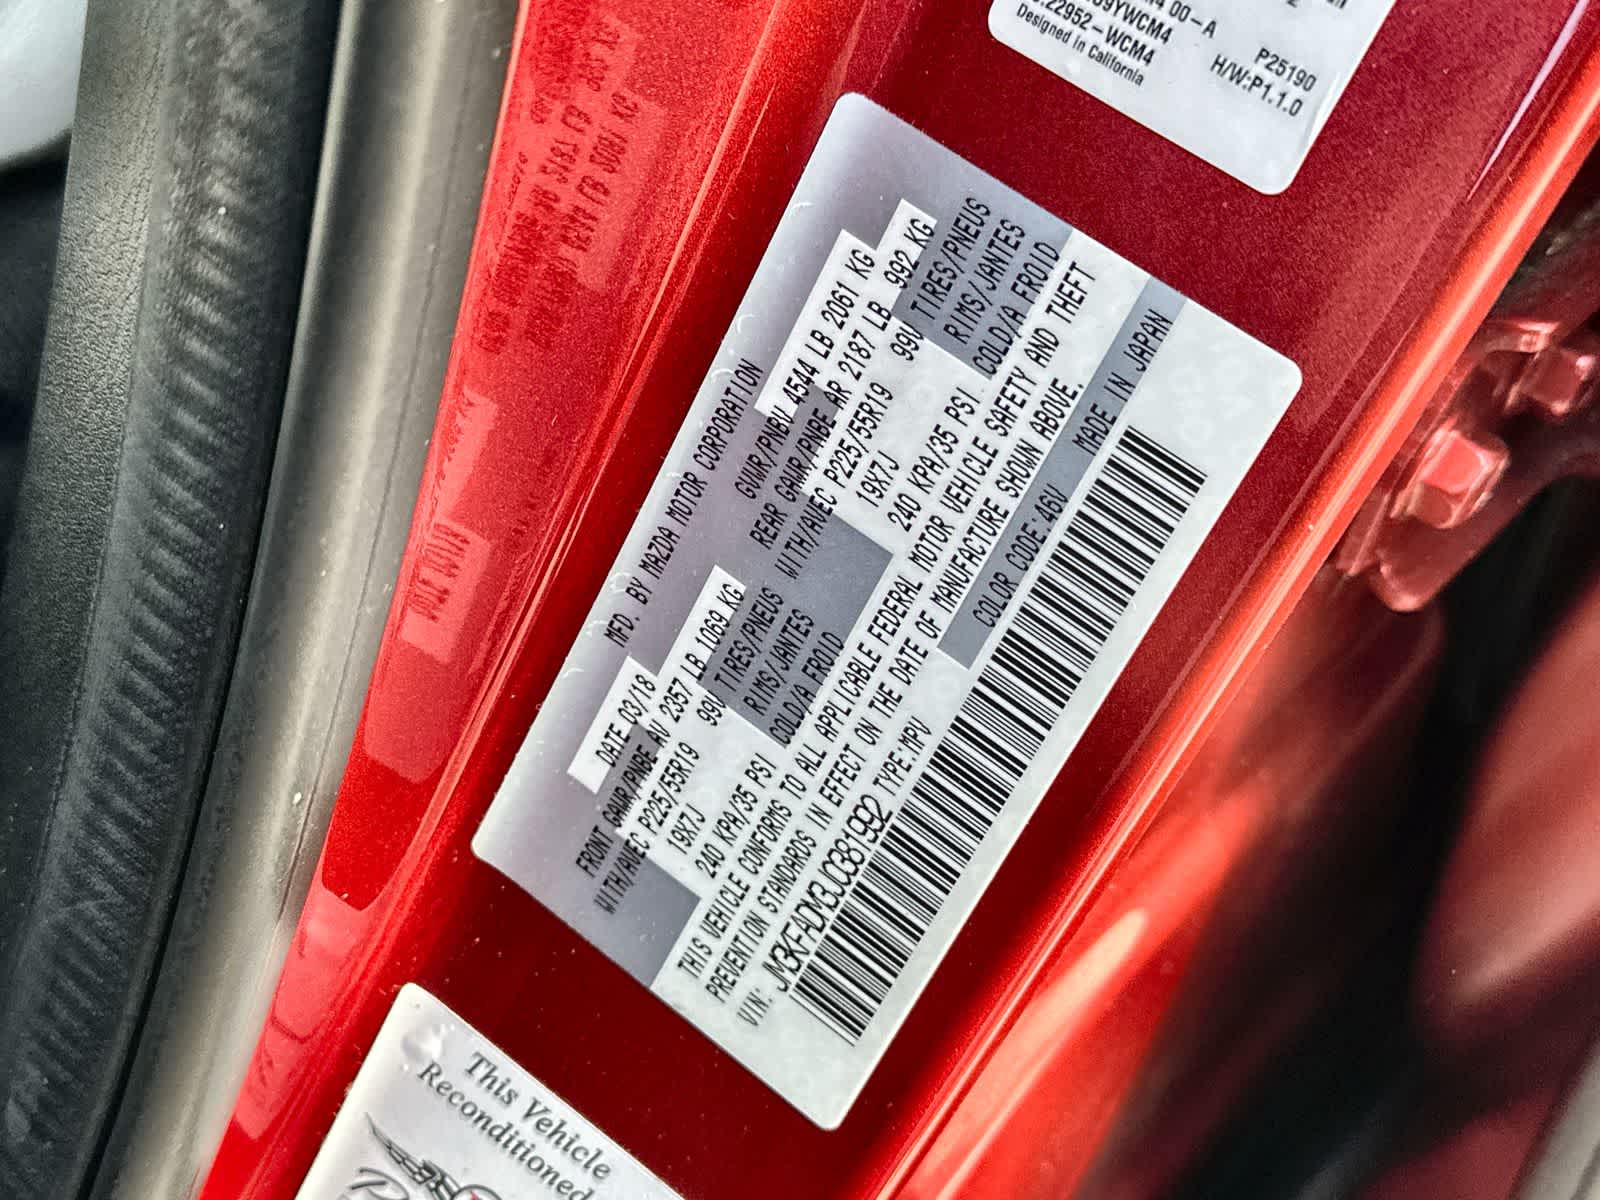 09YWCM4
22952-WCM4
Designed in California
P25190
H/W:P1.1.0
MFD. BY MAZDA MOTOR CORPORATION
DATE 03/18
GVWR/PNBV 4544 LB 2061 KG
FRONT GAWR/PNBE AV 2357 LB 1069 KG
REAR GAWR/PNBE AR 2187 LB 992 KG
WITH/AVEC P225/55R19 99V TIRES/PNEUS
WITH/AVEC P225/55R19 99V TIRES/PNEUS
19X7J RIMS/JANTES
19X7J RIMS/JANTES
240 KPA/35 PSI COLD/A FROID
240 KPA/35 PSI COLD/A FROID
THIS VEHICLE CONFORMS TO ALL APPLICABLE FEDERAL MOTOR VEHICLE SAFETY AND THEFT
PREVENTION STANDARDS IN EFFECT ON THE DATE OF MANUFACTURE SHOWN ABOVE.
VIN: JM3KFADM3J0381992 TYPE:MPV
COLOR CODE:46V MADE IN JAPAN
This Vehicle
Reconditioned